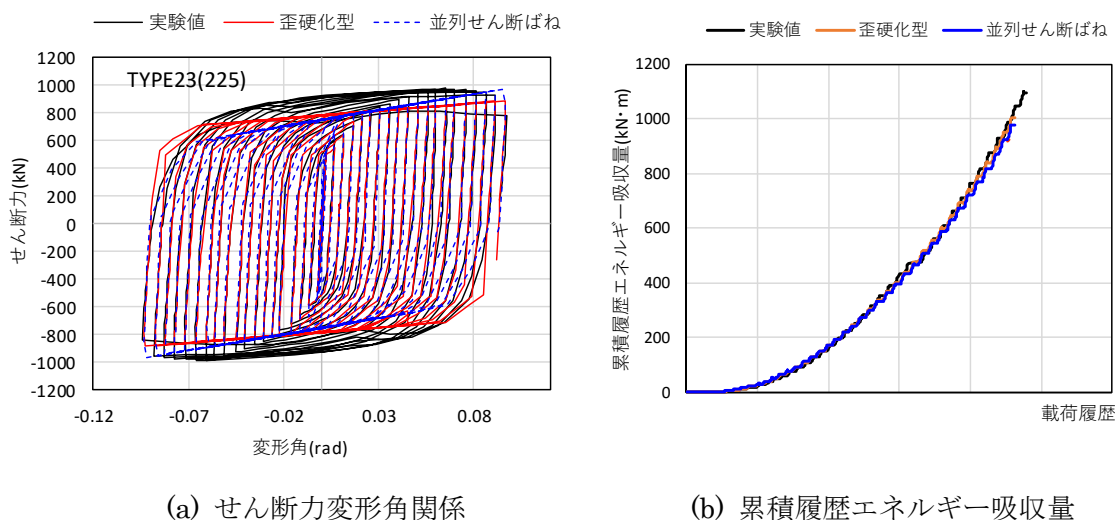 実験値 歪硬化型 並列せん断ばね
TYPE23(225)
せん断力(kN)
1200
1000
800
600
400
200
0
-200
-400
-600
-800
-1000
-1200
-0.12 -0.07 -0.02 0.03 0.08
変形角(rad)
(a) せん断力変形角関係
実験値 歪硬化型 並列せん断ばね
累積履歴エネルギー吸収量(kN･m)
1200
1000
800
600
400
200
0
載荷履歴
(b) 累積履歴エネルギー吸収量